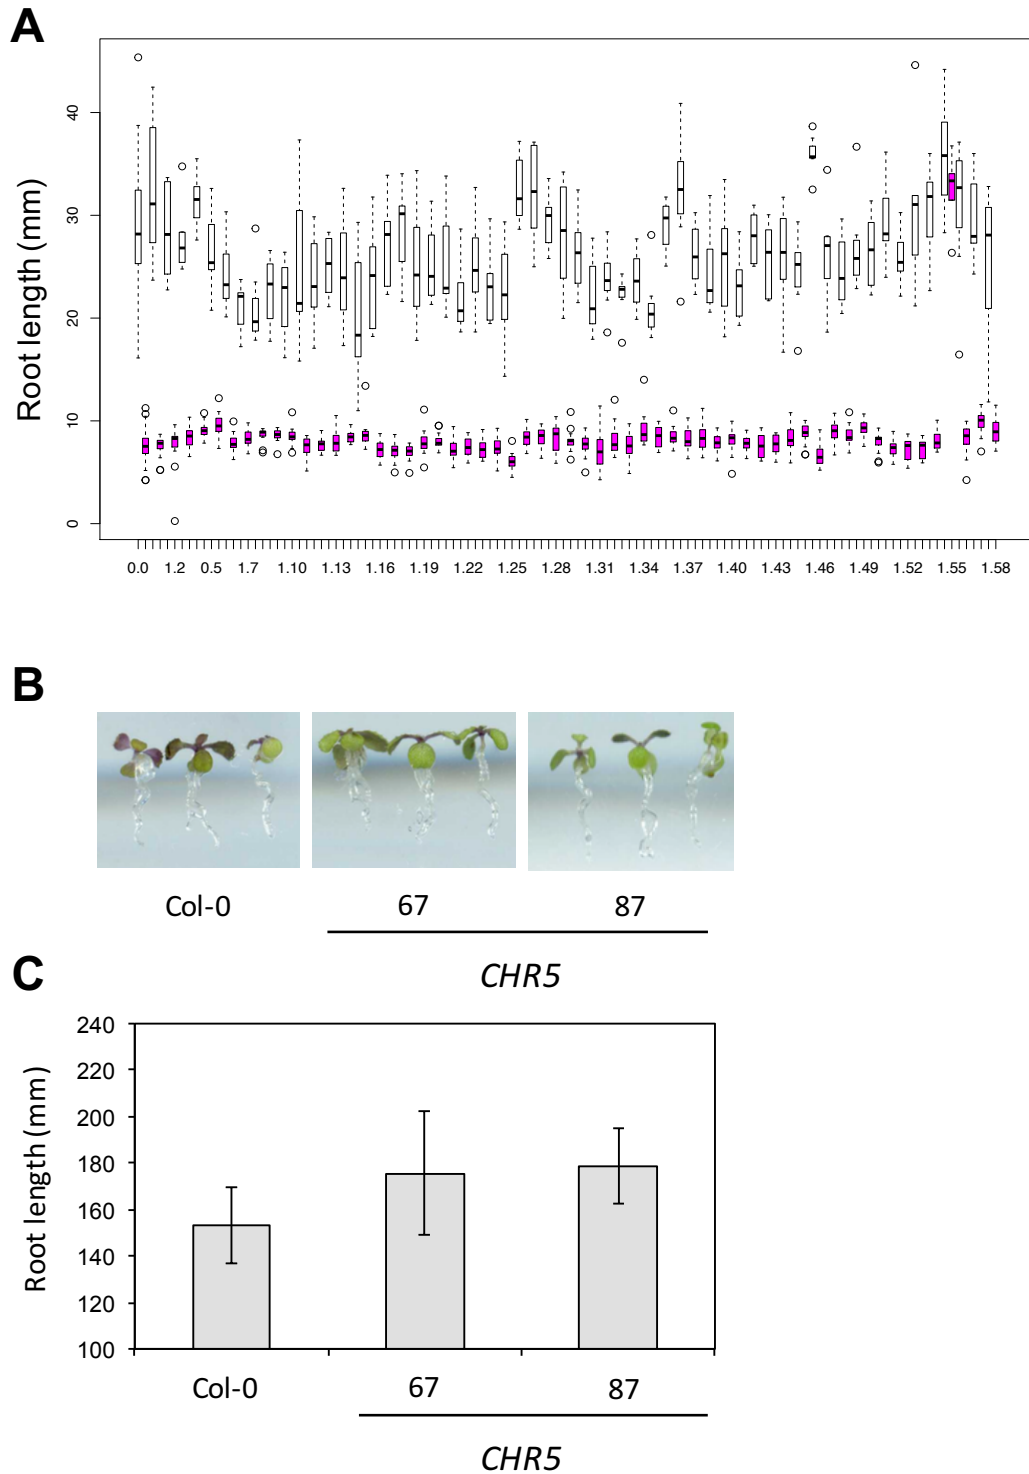 A
Root length (mm)
40
30
20
10
0
0.0 1.2 0.5 1.7 1.10 1.13 1.16 1.19 1.22 1.25 1.28 1.31 1.34 1.37 1.40 1.43 1.46 1.49 1.52 1.55 1.58
B
Col-0 67 87
CHR5
C
Root length (mm)
240
220
200
180
160
140
120
100
Col-0 67 87
CHR5